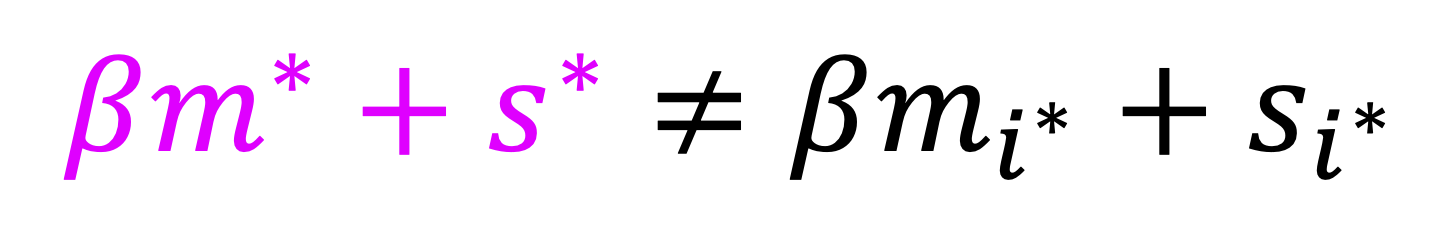 βm* + s* ≠ βm_{i*} + s_{i*}